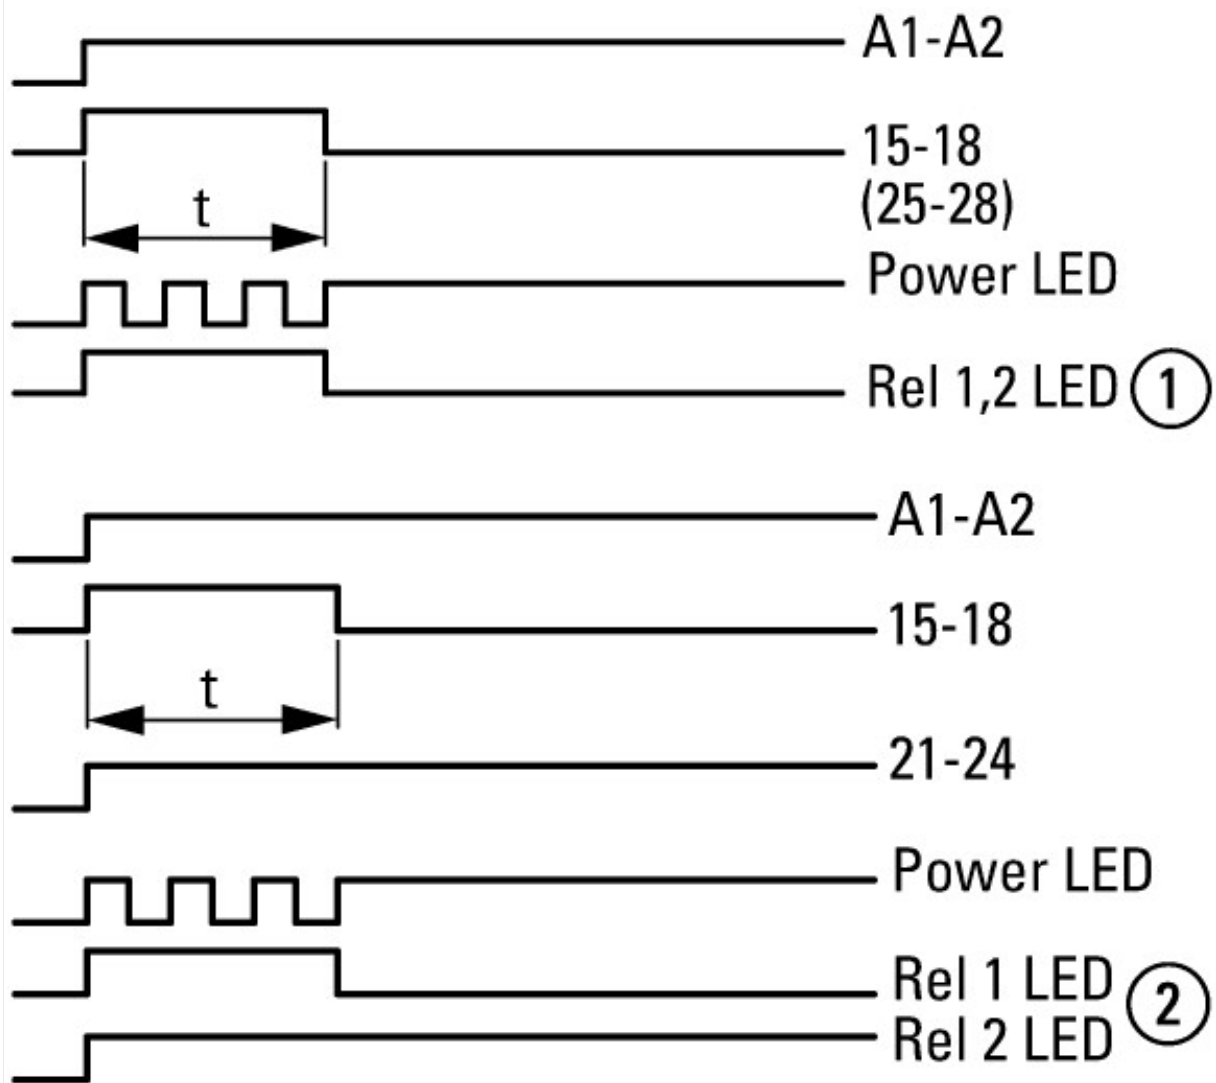 A1-A2
15-18
(25-28)
t
Power LED
Rel 1,2 LED 1
A1-A2
15-18
t
21-24
Power LED
Rel 1 LED
2
Rel 2 LED